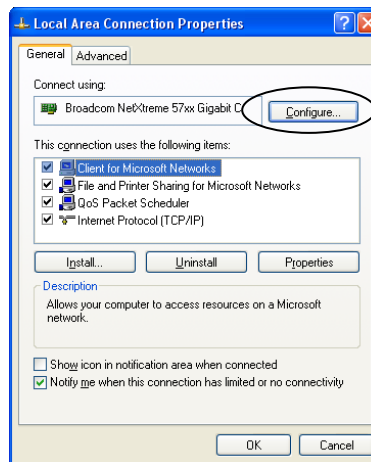 Local Area Connection Properties
General
Advanced
Connect using:
Broadcom NetXtreme 57xx Gigabit C
Configure...
This connection uses the following items:
Client for Microsoft Networks
File and Printer Sharing for Microsoft Networks
QoS Packet Scheduler
Internet Protocol (TCP/IP)
Install...
Uninstall
Properties
Description
Allows your computer to access resources on a Microsoft
network.
Show icon in notification area when connected
Notify me when this connection has limited or no connectivity
OK
Cancel